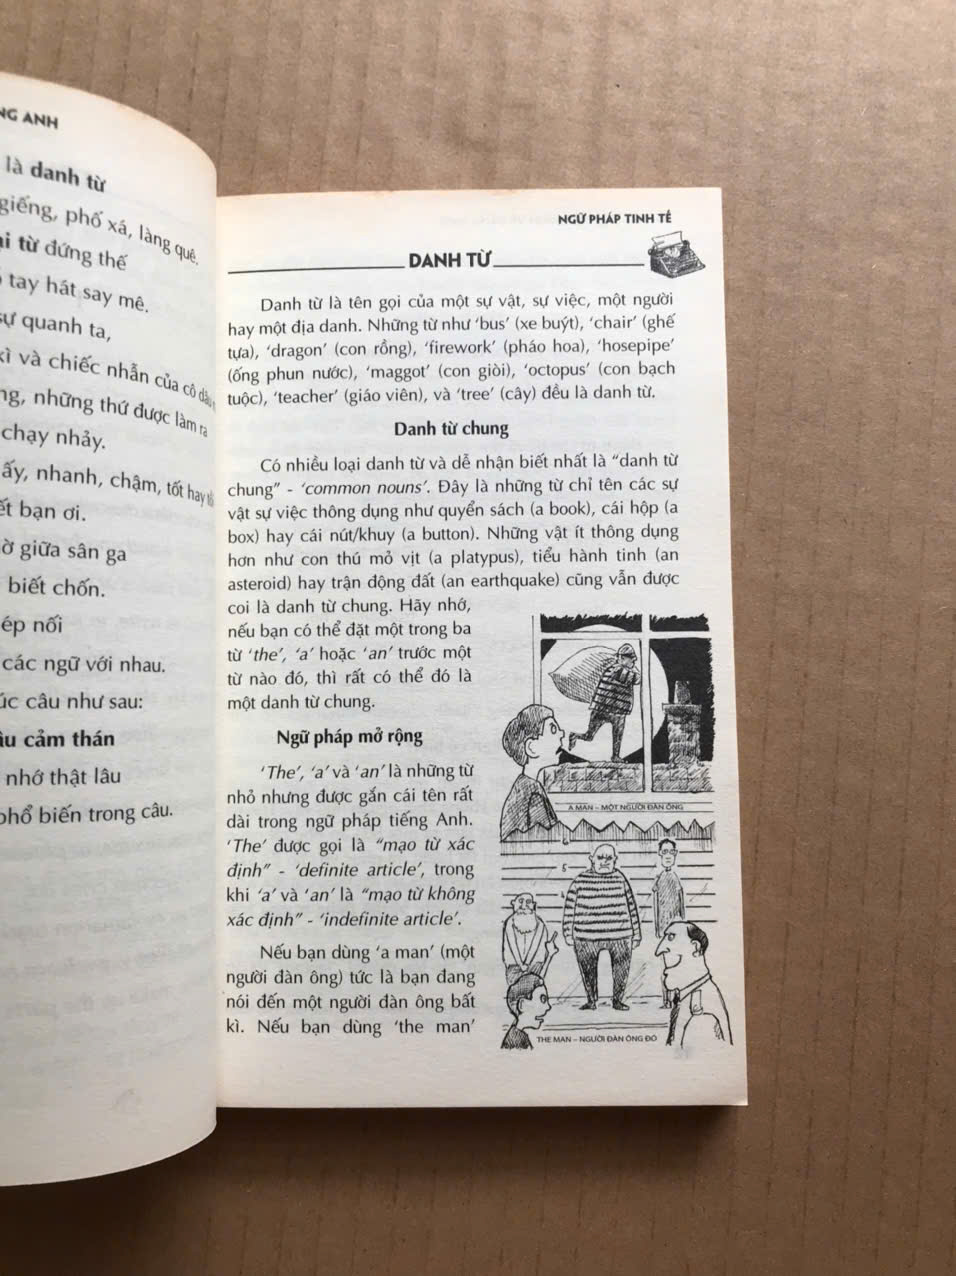 NG ANH
là danh từ
giếng, phố xá, làng quê.
ại từ đứng thế
tay hát say mê.
sự quanh ta,
kì và chiếc nhẫn của cô dâu
ng, những thứ được làm ra
chạy nhảy.
ấy, nhanh, chậm, tốt hay
ết bạn ơi.
ờ giữa sân ga
biết chốn.
ép nối
các ngữ với nhau.
úc câu như sau:
âu cảm thán
nhớ thật lâu
phổ biến trong câu.
NGỮ PHÁP TINH TẾ
DANH TỪ
Danh từ là tên gọi của một sự vật, sự việc, một người
hay một địa danh. Những từ như ‘bus’ (xe buýt), ‘chair’ (ghế
tựa), ‘dragon’ (con rồng), ‘firework’ (pháo hoa), ‘hosepipe’
(ống phun nước), ‘maggot’ (con giòi), ‘octopus’ (con bạch
tuộc), ‘teacher’ (giáo viên), và ‘tree’ (cây) đều là danh từ.
Danh từ chung
Có nhiều loại danh từ và dễ nhận biết nhất là “danh từ
chung” - ‘common nouns’. Đây là những từ chỉ tên các sự
vật sự việc thông dụng như quyển sách (a book), cái hộp (a
box) hay cái nút/khuy (a button). Những vật ít thông dụng
hơn như con thú mỏ vịt (a platypus), tiểu hành tinh (an
asteroid) hay trận động đất (an earthquake) cũng vẫn được
coi là danh từ chung. Hãy nhớ,
nếu bạn có thể đặt một trong ba
từ ‘the’, ‘a’ hoặc ‘an’ trước một
từ nào đó, thì rất có thể đó là
một danh từ chung.
Ngữ pháp mở rộng
‘The’, ‘a’ và ‘an’ là những từ
nhỏ nhưng được gắn cái tên rất
dài trong ngữ pháp tiếng Anh.
‘The’ được gọi là “mạo từ xác
định” - ‘definite article’, trong
khi ‘a’ và ‘an’ là “mạo từ không
xác định” - ‘indefinite article’.
Nếu bạn dùng ‘a man’ (một
người đàn ông) tức là bạn đang
nói đến một người đàn ông bất
kì. Nếu bạn dùng ‘the man’
A MAN – MỘT NGƯỜI ĐÀN ÔNG
6
5
4
THE MAN – NGƯỜI ĐÀN ÔNG ĐÓ